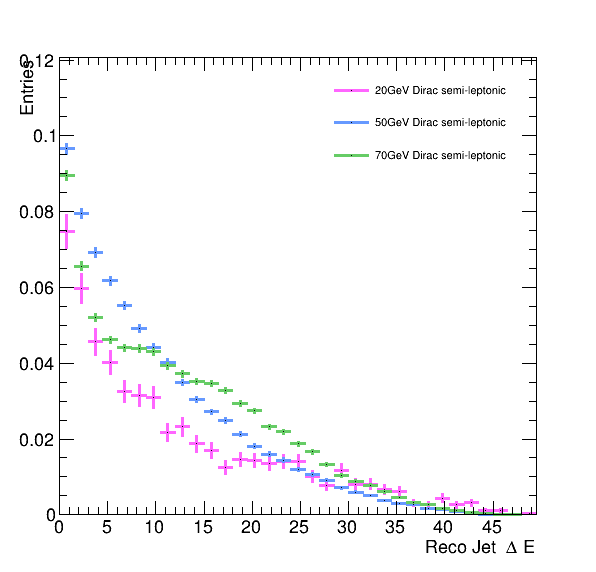 0.12
Entries
20GeV Dirac semi-leptonic
50GeV Dirac semi-leptonic
70GeV Dirac semi-leptonic
0.1
0.08
0.06
0.04
0.02
0
0 5 10 15 20 25 30 35 40 45
Reco Jet Δ E